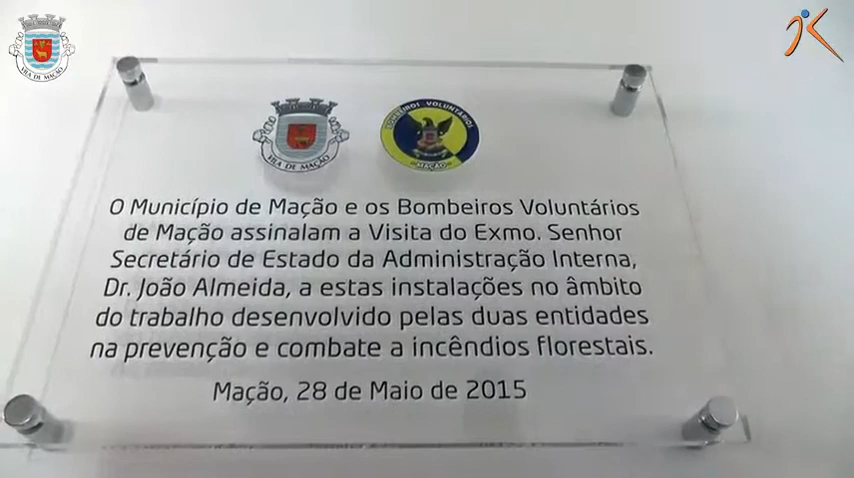 VILA DE MAÇÃO
VILA DE MAÇÃO
BOMBEIROS VOLUNTÁRIOS
MAÇÃO
O Município de Mação e os Bombeiros Voluntários
de Mação assinalam a Visita do Exmo. Senhor
Secretário de Estado da Administração Interna,
Dr. João Almeida, a estas instalações no âmbito
do trabalho desenvolvido pelas duas entidades
na prevenção e combate a incêndios florestais.
Mação, 28 de Maio de 2015